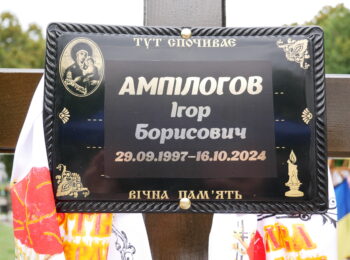 ТУТ СПОЧИВАЄ
АМПІЛОГОВ
Ігор
Борисович
29.09.1997–16.10.2024
ВІЧНА ПАМ'ЯТЬ